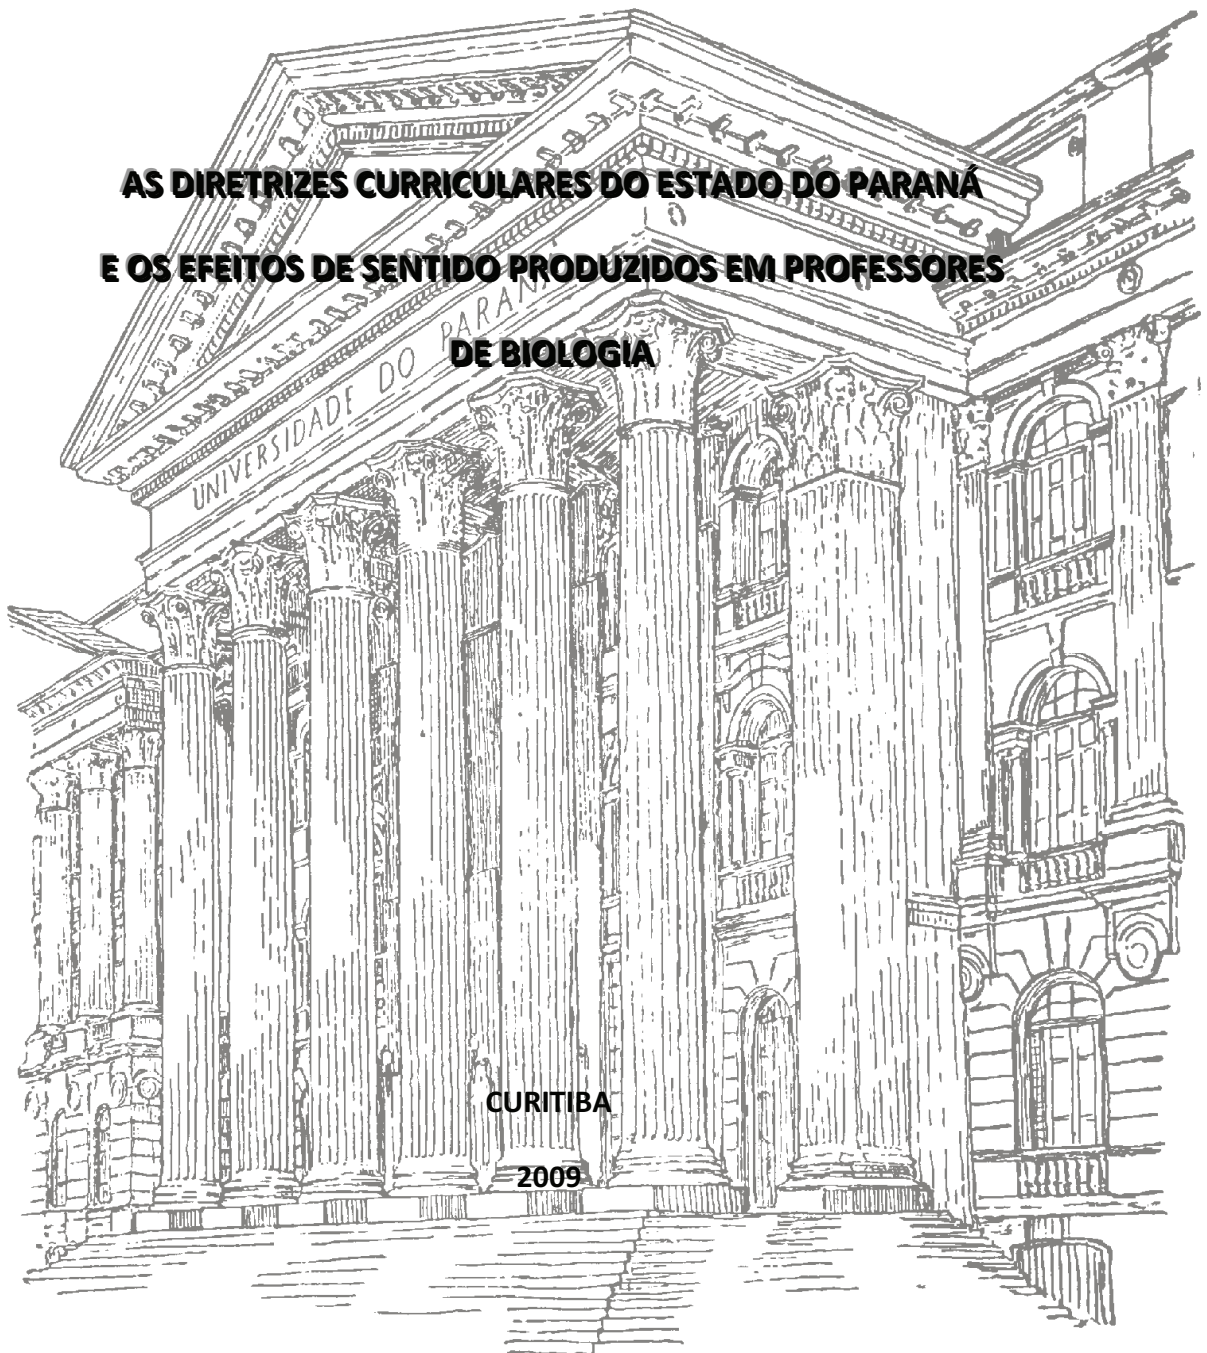 AS DIRETRIZES CURRICULARES DO ESTADO DO PARANÁ
E OS EFEITOS DE SENTIDO PRODUZIDOS EM PROFESSORES
DE BIOLOGIA
UNIVERSIDADE DO PARANÁ
CURITIBA
2009